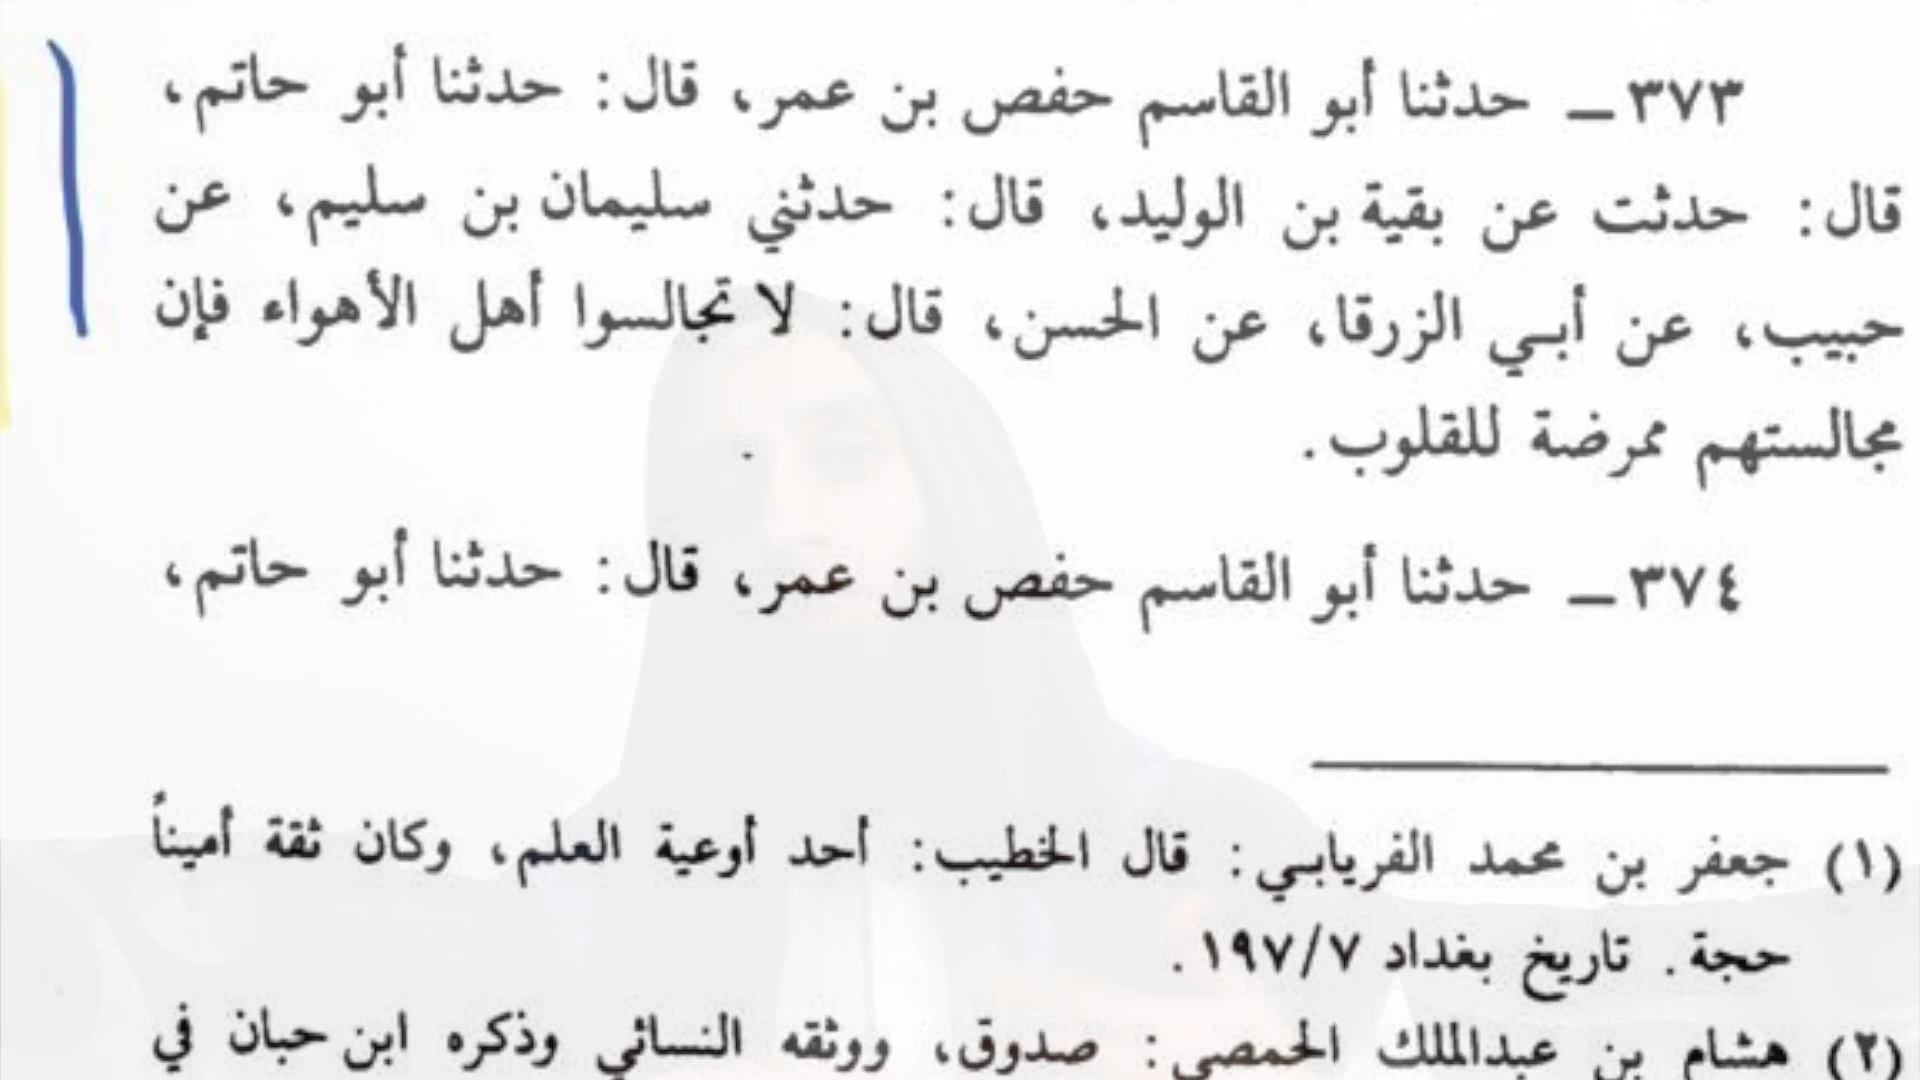 ٣٧٣ ـ حدثنا أبو القاسم حفص بن عمر، قال: حدثنا أبو حاتم،
قال: حدثت عن بقية بن الوليد، قال: حدثني سليمان بن سليم، عن
حبيب، عن أبي الزرقا، عن الحسن، قال: لا تجالسوا أهل الأهواء فإن
مجالستهم ممرضة للقلوب.
٣٧٤ ـ حدثنا أبو القاسم حفص بن عمر، قال: حدثنا أبو حاتم،
(١) جعفر بن محمد الفريابي: قال الخطيب: أحد أوعية العلم، وكان ثقة أميناً
حجة. تاريخ بغداد ١٩٧/٧.
(٢) هشام بن عبدالملك الحمصي: صدوق، ووثقه النسائي وذكره ابن حبان في